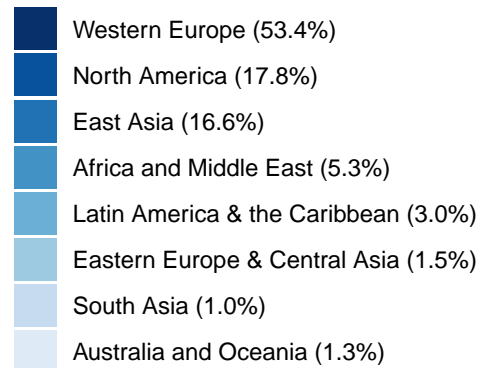 Western Europe (53.4%)
North America (17.8%)
East Asia (16.6%)
Africa and Middle East (5.3%)
Latin America & the Caribbean (3.0%)
Eastern Europe & Central Asia (1.5%)
South Asia (1.0%)
Australia and Oceania (1.3%)